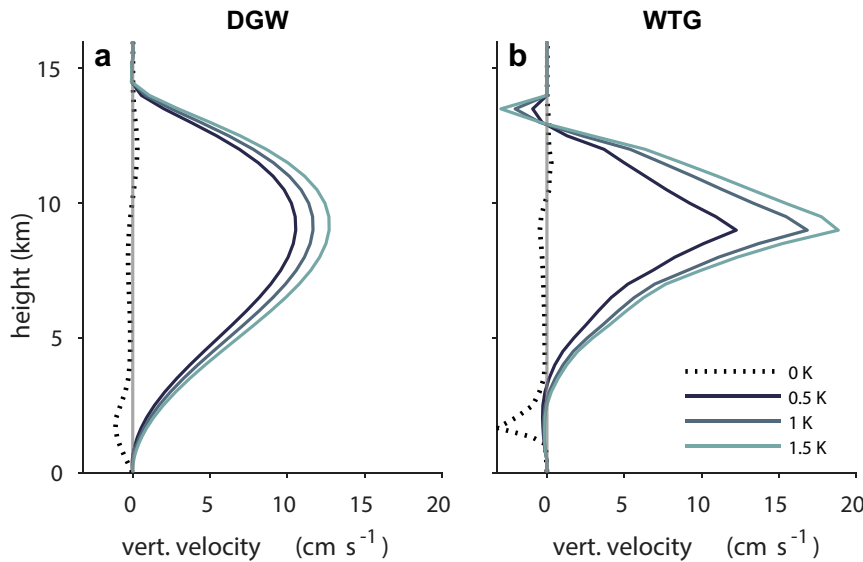 DGW
WTG
a
b
15
10
5
0
height (km)
0 5 10 15 20
0 5 10 15 20
vert. velocity (cm s-1)
vert. velocity (cm s-1)
0 K
0.5 K
1 K
1.5 K